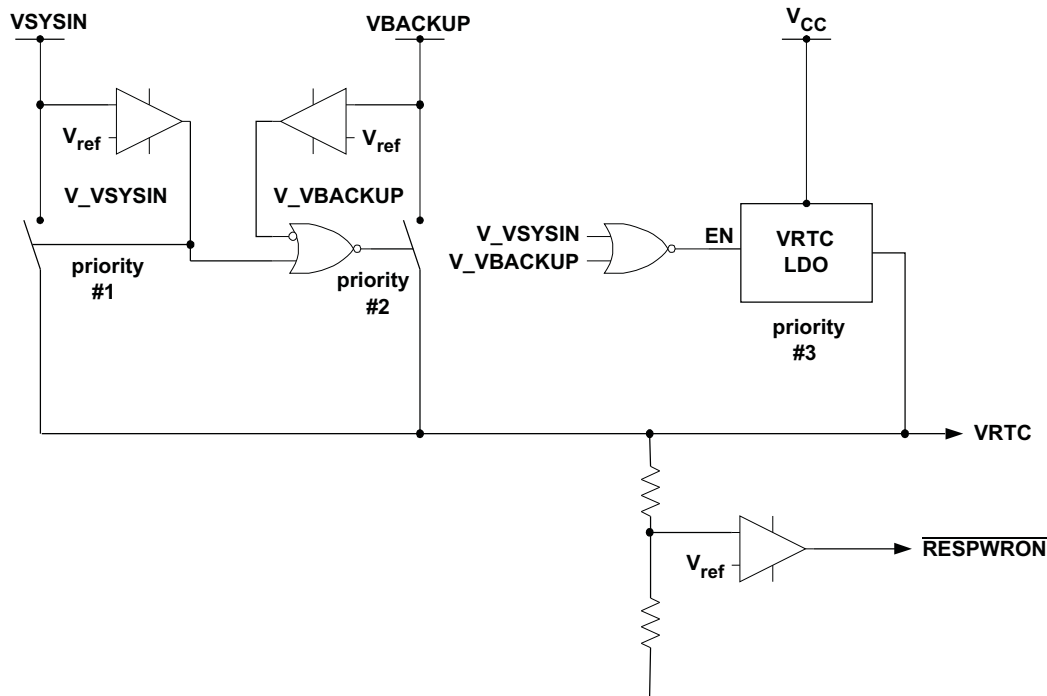 VSYSIN
VBACKUP
VCC
Vref
Vref
V_VSYSIN
V_VBACKUP
V_VSYSIN
V_VBACKUP
EN
VRTC
LDO
priority
#1
priority
#2
priority
#3
VRTC
Vref
RESPWRON